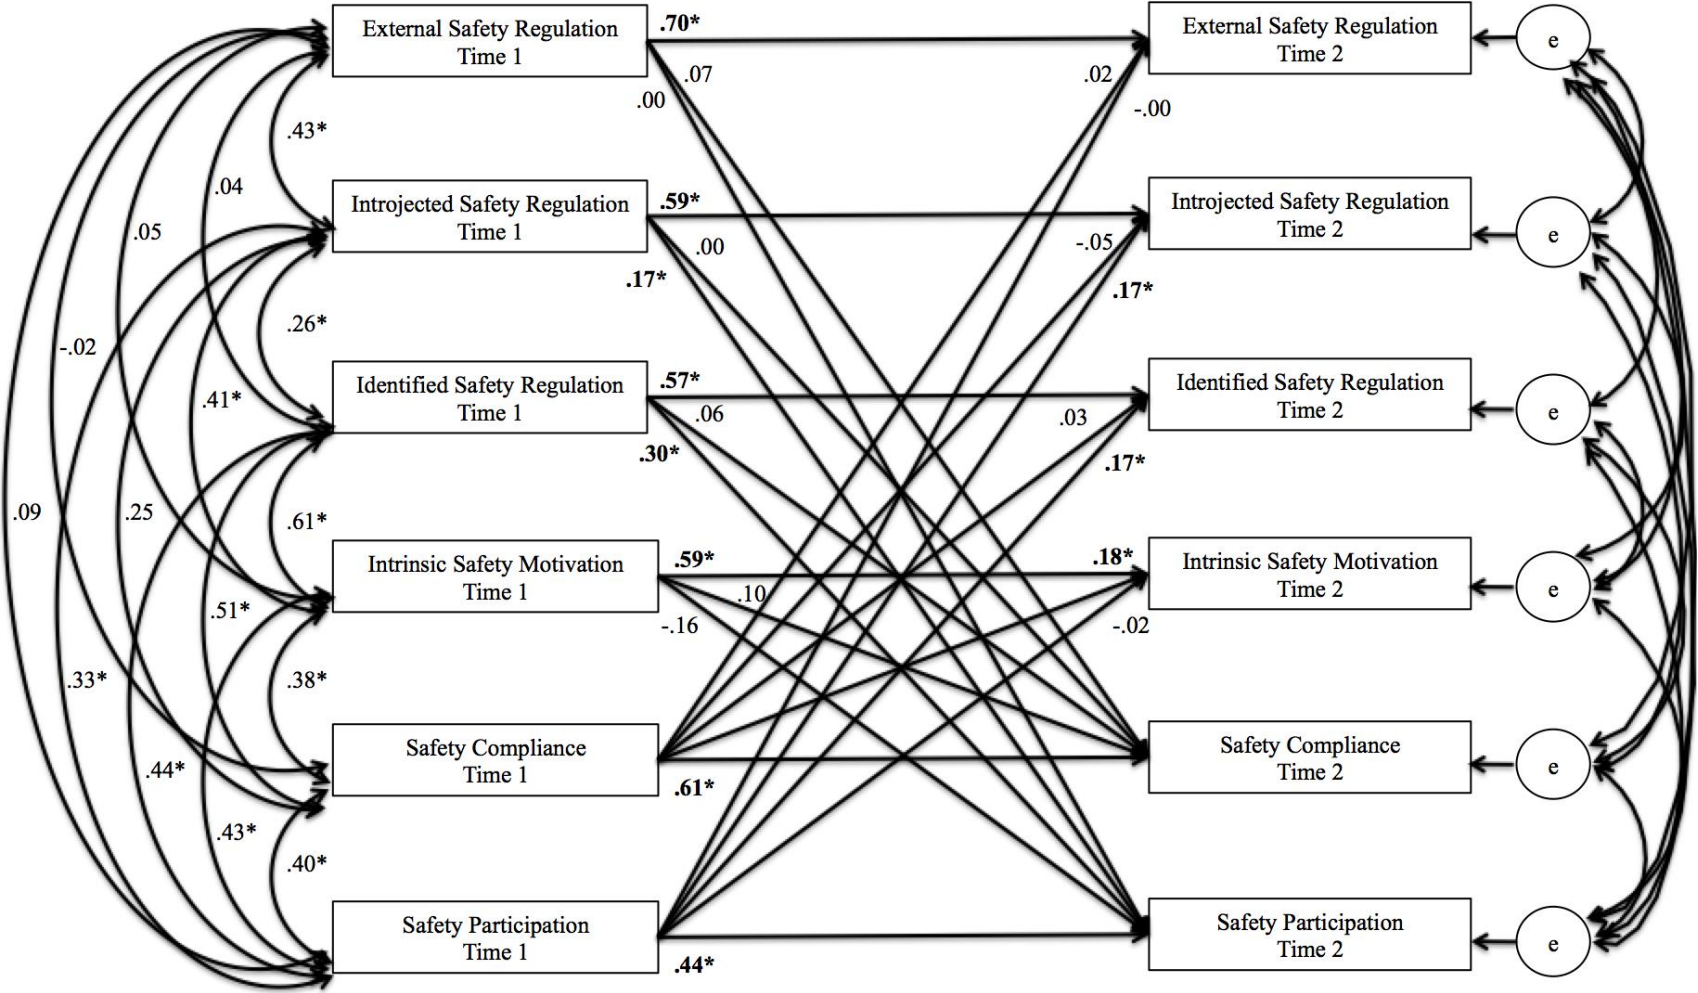 External Safety Regulation
Time 1
.70*
.07
.00
.02
-.00
External Safety Regulation
Time 2
e
.43*
.04
.05
Introjected Safety Regulation
Time 1
.59*
.00
.17*
-.05
.17*
Introjected Safety Regulation
Time 2
e
.26*
-.02
.41*
Identified Safety Regulation
Time 1
.57*
.06
.30*
.03
.17*
Identified Safety Regulation
Time 2
e
.09
.25
.61*
Intrinsic Safety Motivation
Time 1
.59*
.10
-.16
.18*
-.02
Intrinsic Safety Motivation
Time 2
e
.51*
.33*
.38*
Safety Compliance
Time 1
.61*
Safety Compliance
Time 2
e
.44*
.43*
.40*
Safety Participation
Time 1
.44*
Safety Participation
Time 2
e